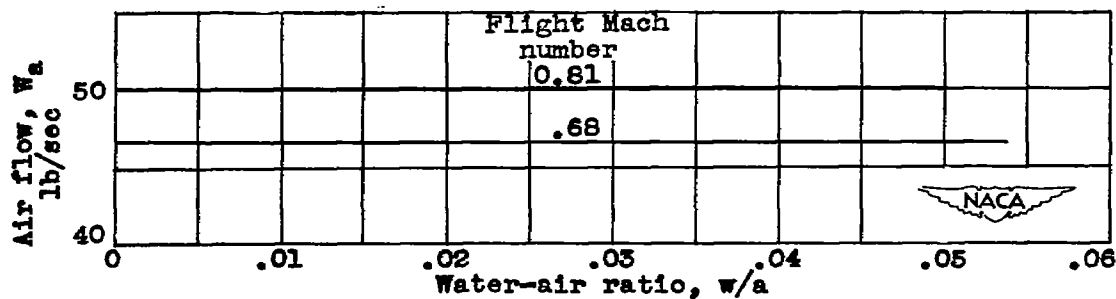 Flight Mach
number
0.81
.68
50
40
Air flow, Wa
lb/sec
0 .01 .02 .03 .04 .05 .06
Water-air ratio, w/a
NACA